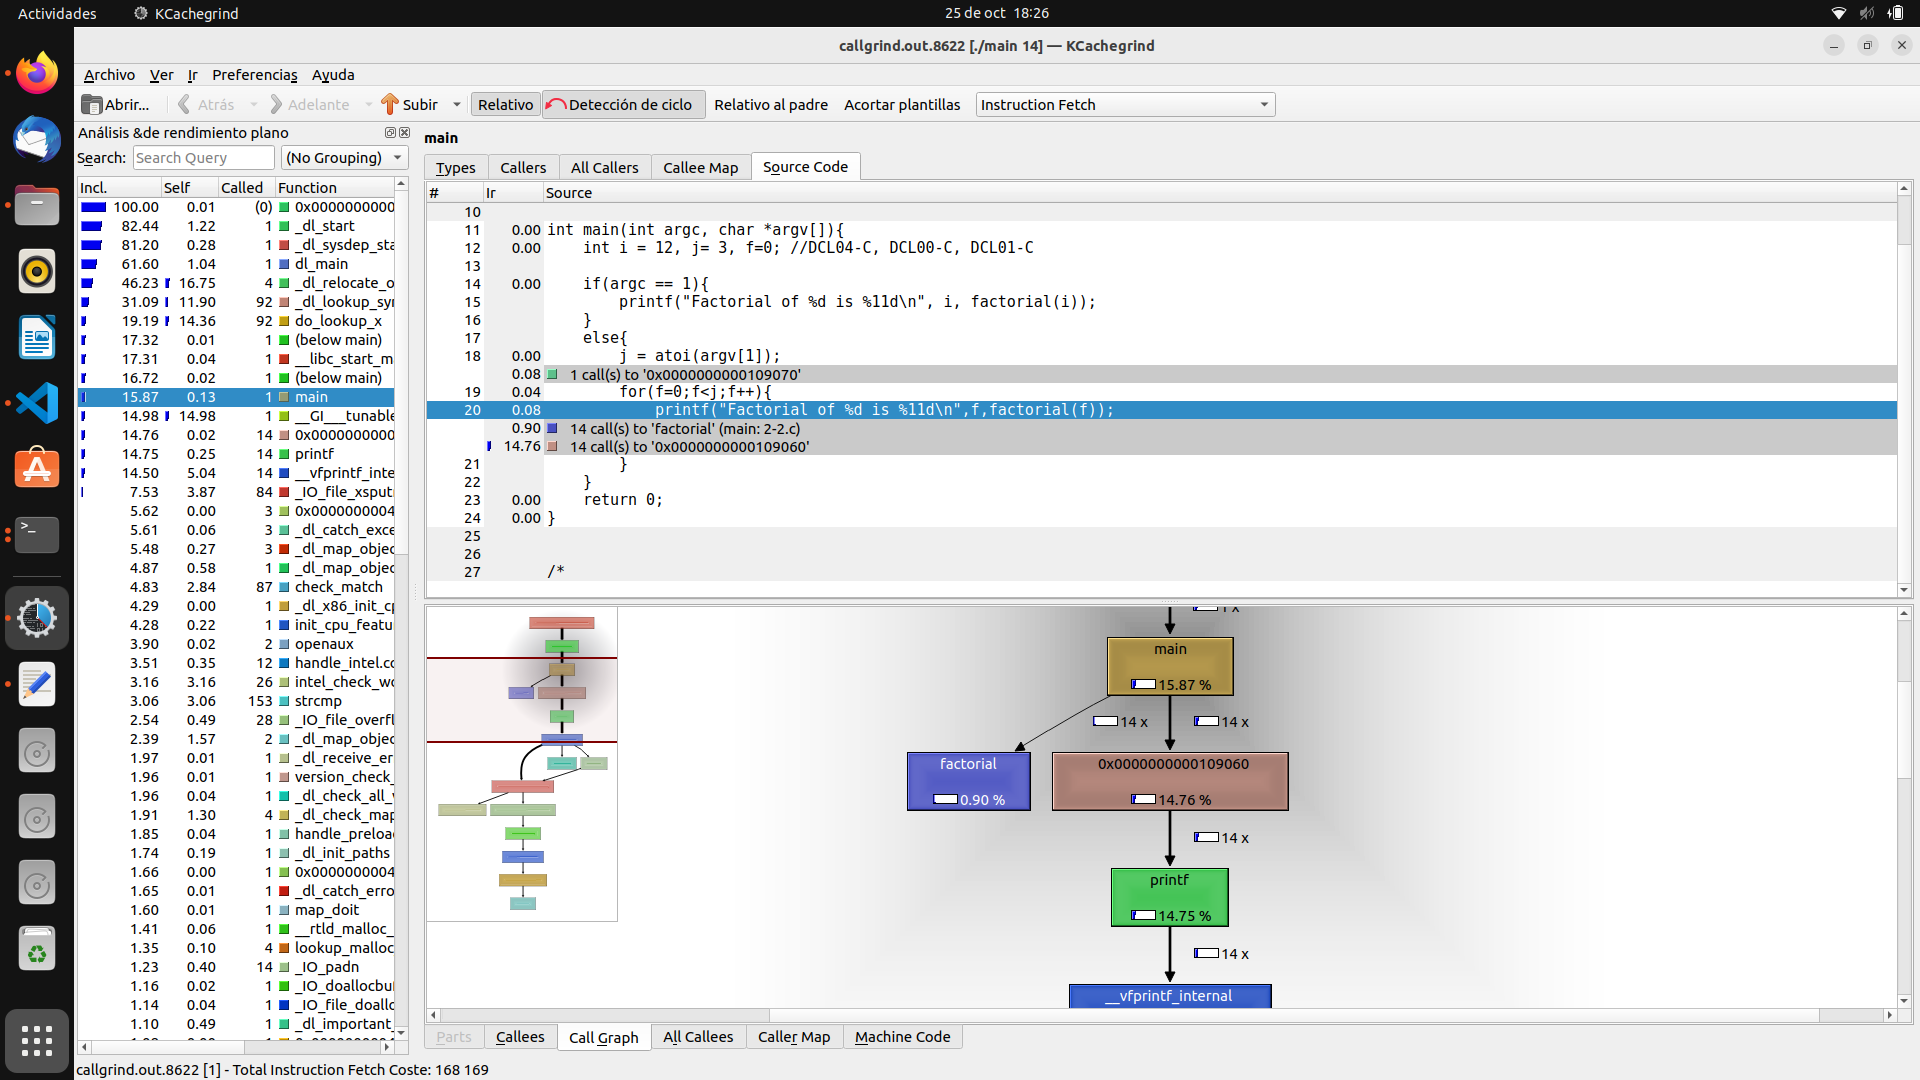 Actividades
KCachegrind
25 de oct 18:26
callgrind.out.8622 [./main 14] — KCachegrind
Archivo Ver Ir Preferencias Ayuda
Abrir... Atrás Adelante Subir Relativo Detección de ciclo Relativo al padre Acortar plantillas Instruction Fetch
Análisis &de rendimiento plano
Search: Search Query (No Grouping)
Incl. Self Called Function
100.00 0.01 (0) 0x0000000000
82.44 1.22 1 _dl_start
81.20 0.28 1 _dl_sysdep_sta
61.60 1.04 1 dl_main
46.23 16.75 4 _dl_relocate_o
31.09 11.90 92 _dl_lookup_syr
19.19 14.36 92 do_lookup_x
17.32 0.01 1 (below main)
17.31 0.04 1 __libc_start_m
16.72 0.02 1 (below main)
15.87 0.13 1 main
14.98 14.98 1 __GI___tunable
14.76 0.02 14 0x0000000000
14.75 0.25 14 printf
14.50 5.04 14 __vfprintf_inte
7.53 3.87 84 _IO_file_xsputn
5.62 0.00 3 0x0000000004
5.61 0.06 3 _dl_catch_exce
5.48 0.27 3 _dl_map_objec
4.87 0.58 1 _dl_map_objec
4.83 2.84 87 check_match
4.29 0.00 1 _dl_x86_init_cp
4.28 0.22 1 init_cpu_featu
3.90 0.02 2 openaux
3.51 0.35 12 handle_intel.co
3.16 3.16 26 intel_check_wo
3.06 3.06 153 strcmp
2.54 0.49 28 _IO_file_overfl
2.39 1.57 2 _dl_map_objec
1.97 0.01 1 _dl_receive_er
1.96 0.01 1 version_check_
1.96 0.04 1 _dl_check_all_v
1.91 1.30 4 _dl_check_map
1.85 0.04 1 handle_preloa
1.74 0.19 1 _dl_init_paths
1.66 0.00 1 0x0000000004
1.65 0.01 1 _dl_catch_erro
1.60 0.01 1 map_doit
1.41 0.06 1 __rtld_malloc_
1.35 0.10 4 lookup_malloc
1.23 0.40 14 _IO_padn
1.16 0.02 1 _IO_doallocbu
1.14 0.04 1 _IO_file_doallo
1.10 0.49 1 _dl_important_
main
Types Callers All Callers Callee Map Source Code
# Ir Source
10
11 0.00 int main(int argc, char *argv[]){
12 0.00 int i = 12, j= 3, f=0; //DCL04-C, DCL00-C, DCL01-C
13
14 0.00 if(argc == 1){
15 printf("Factorial of %d is %11d\n", i, factorial(i));
16 }
17 else{
18 0.00 j = atoi(argv[1]);
0.08 1 call(s) to '0x0000000000109070'
19 0.04 for(f=0;f<j;f++){
20 0.08 printf("Factorial of %d is %11d\n",f,factorial(f));
0.90 14 call(s) to 'factorial' (main: 2-2.c)
14.76 14 call(s) to '0x0000000000109060'
21 }
22 }
23 0.00 return 0;
24 0.00 }
25
26
27 /*
1 x
main
15.87 %
14 x 14 x
factorial
0.90 %
0x0000000000109060
14.76 %
14 x
printf
14.75 %
14 x
__vfprintf_internal
Parts Callees Call Graph All Callees Caller Map Machine Code
callgrind.out.8622 [1] - Total Instruction Fetch Coste: 168 169